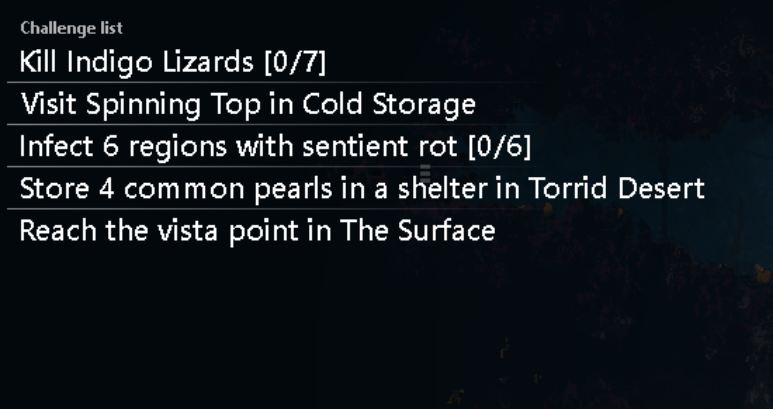 Challenge list
Kill Indigo Lizards [0/7]
Visit Spinning Top in Cold Storage
Infect 6 regions with sentient rot [0/6]
Store 4 common pearls in a shelter in Torrid Desert
Reach the vista point in The Surface